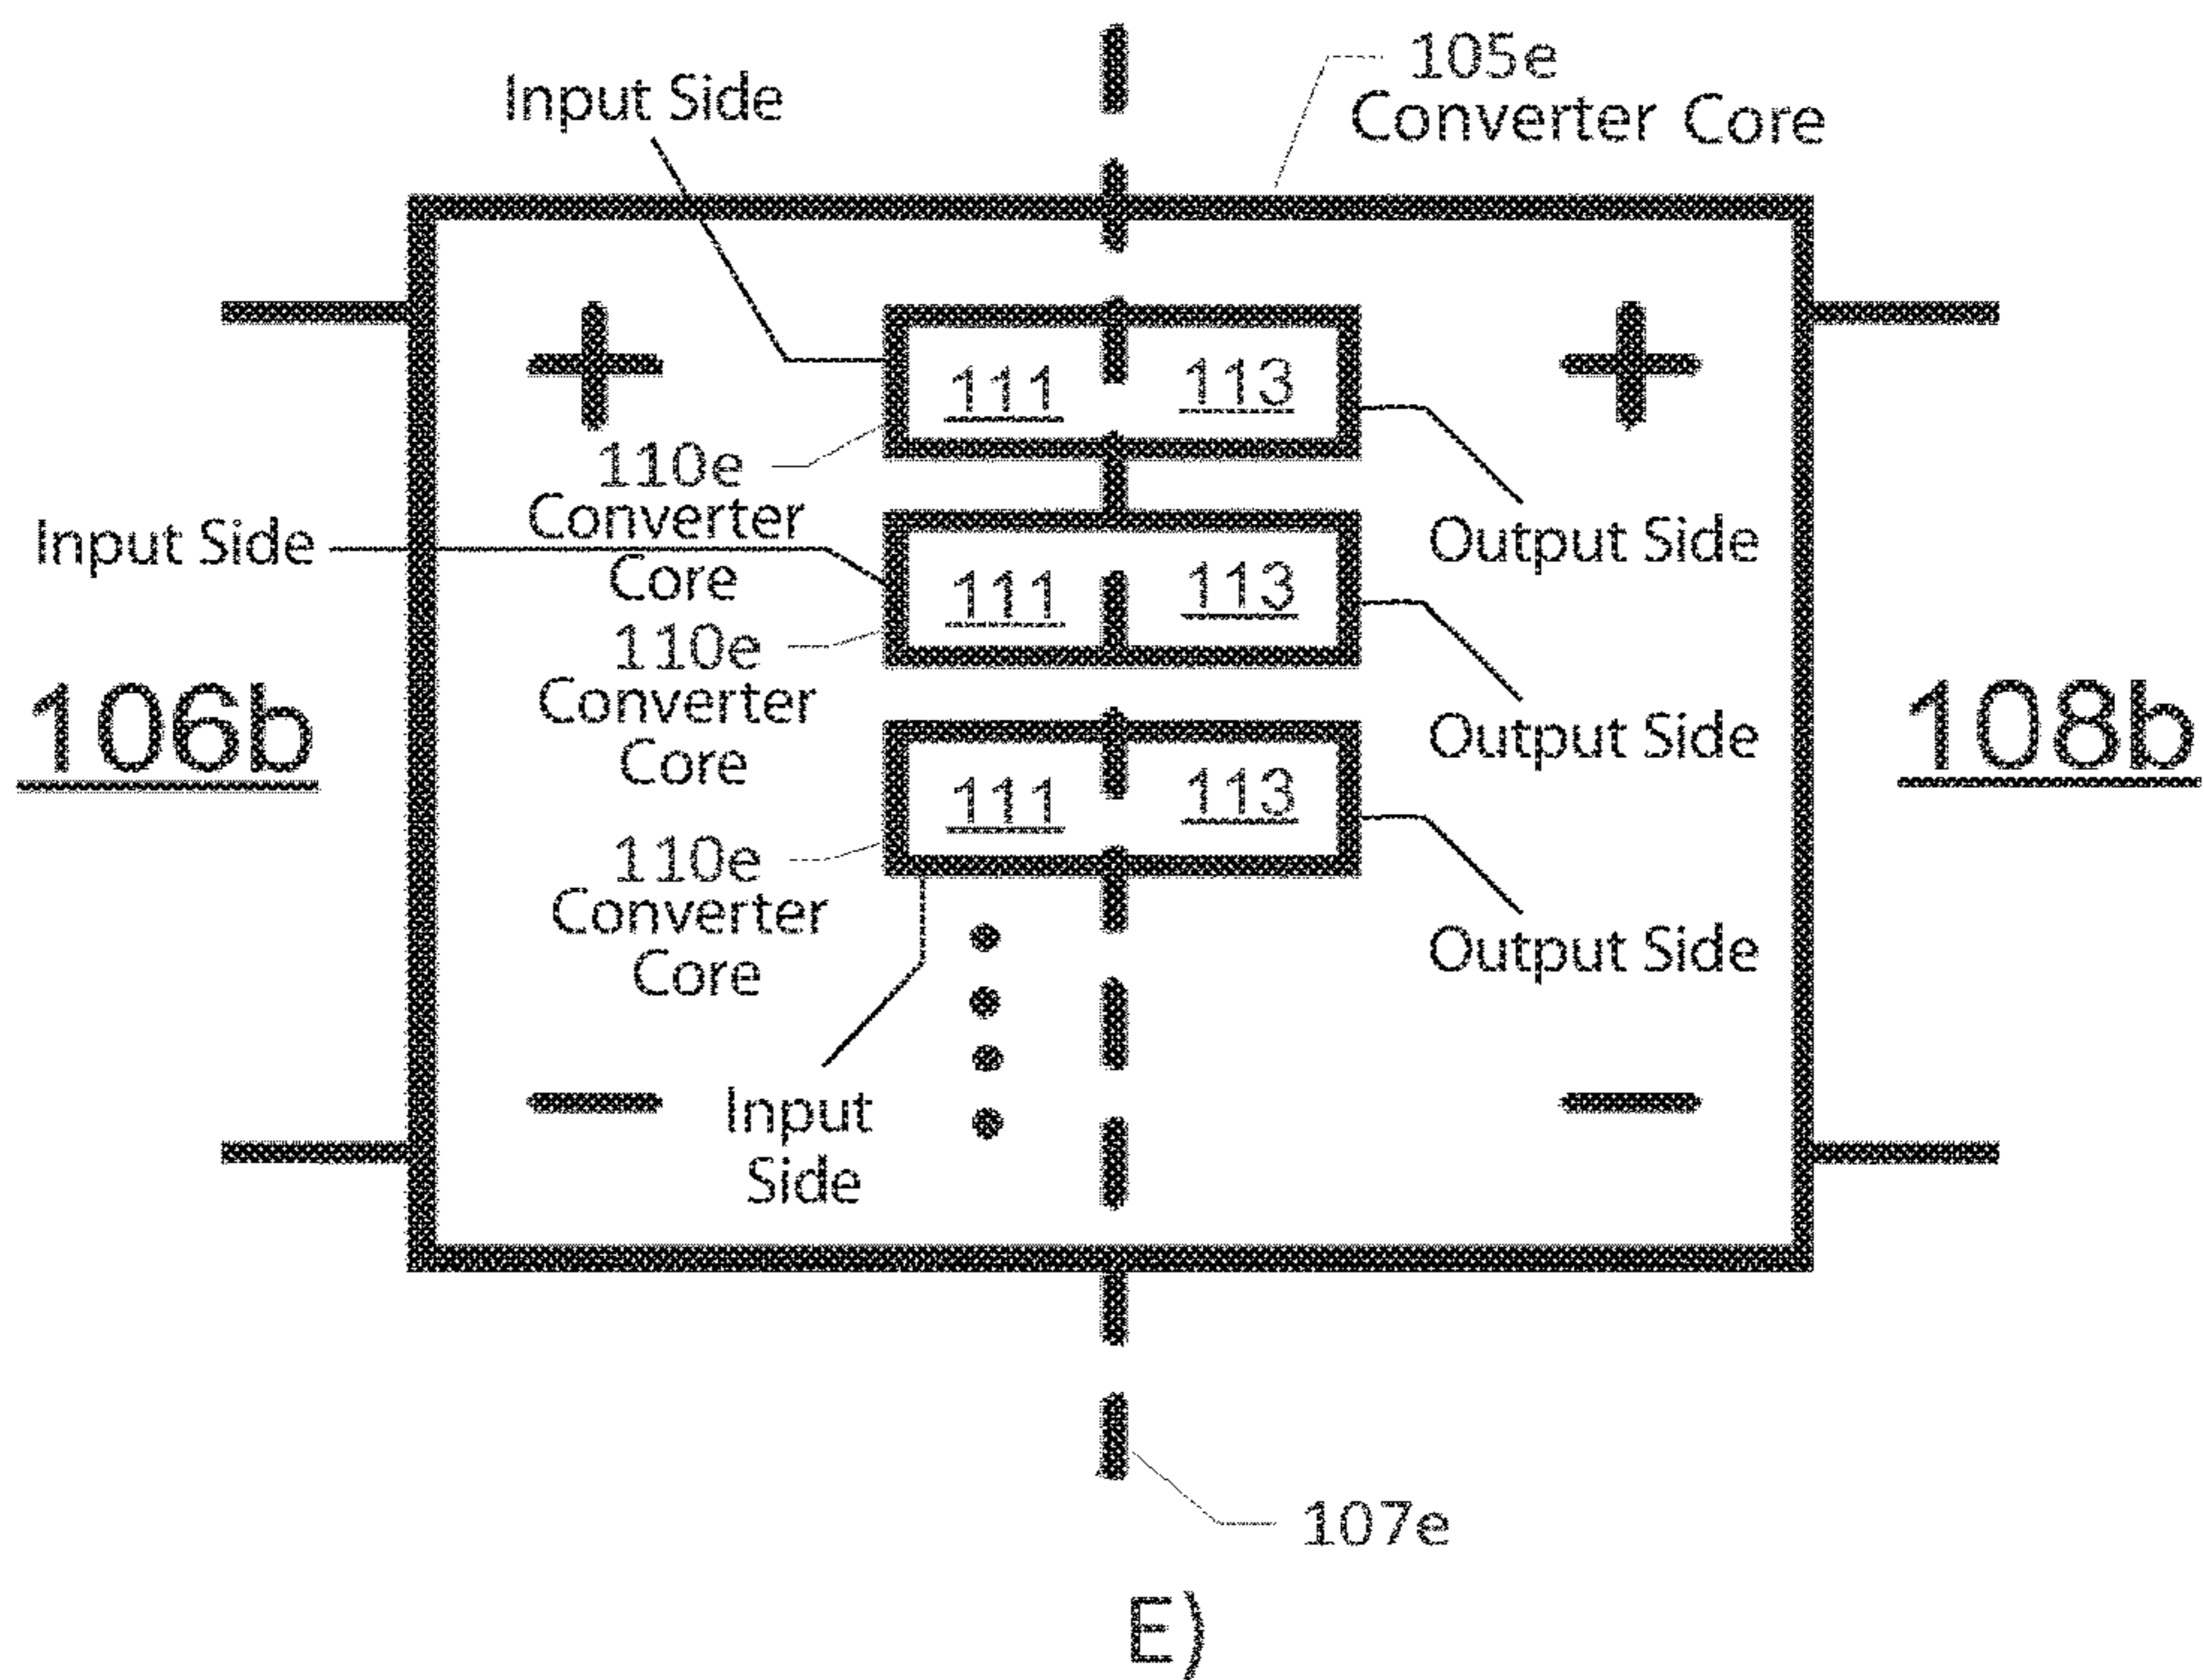 105e
Converter Core
Input Side
+
+
111
113
110e
Converter
Core
Output Side
Input Side
111
113
110e
Converter
Core
Output Side
106b
108b
111
113
110e
Converter
Core
Output Side
Input
Side
−
−
107e
E)